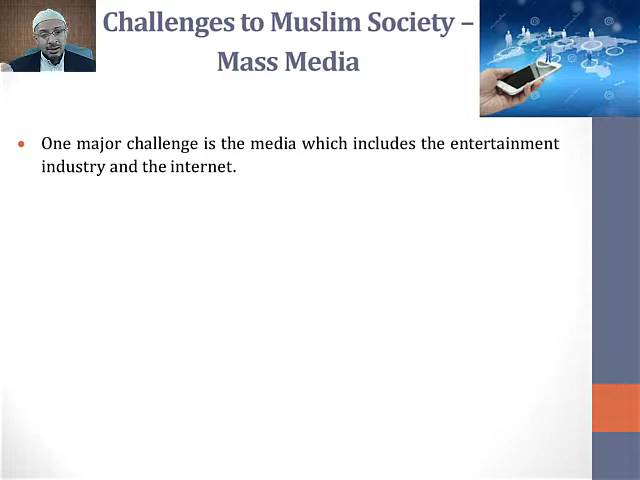 Challenges to Muslim Society –
Mass Media
One major challenge is the media which includes the entertainment
industry and the internet.